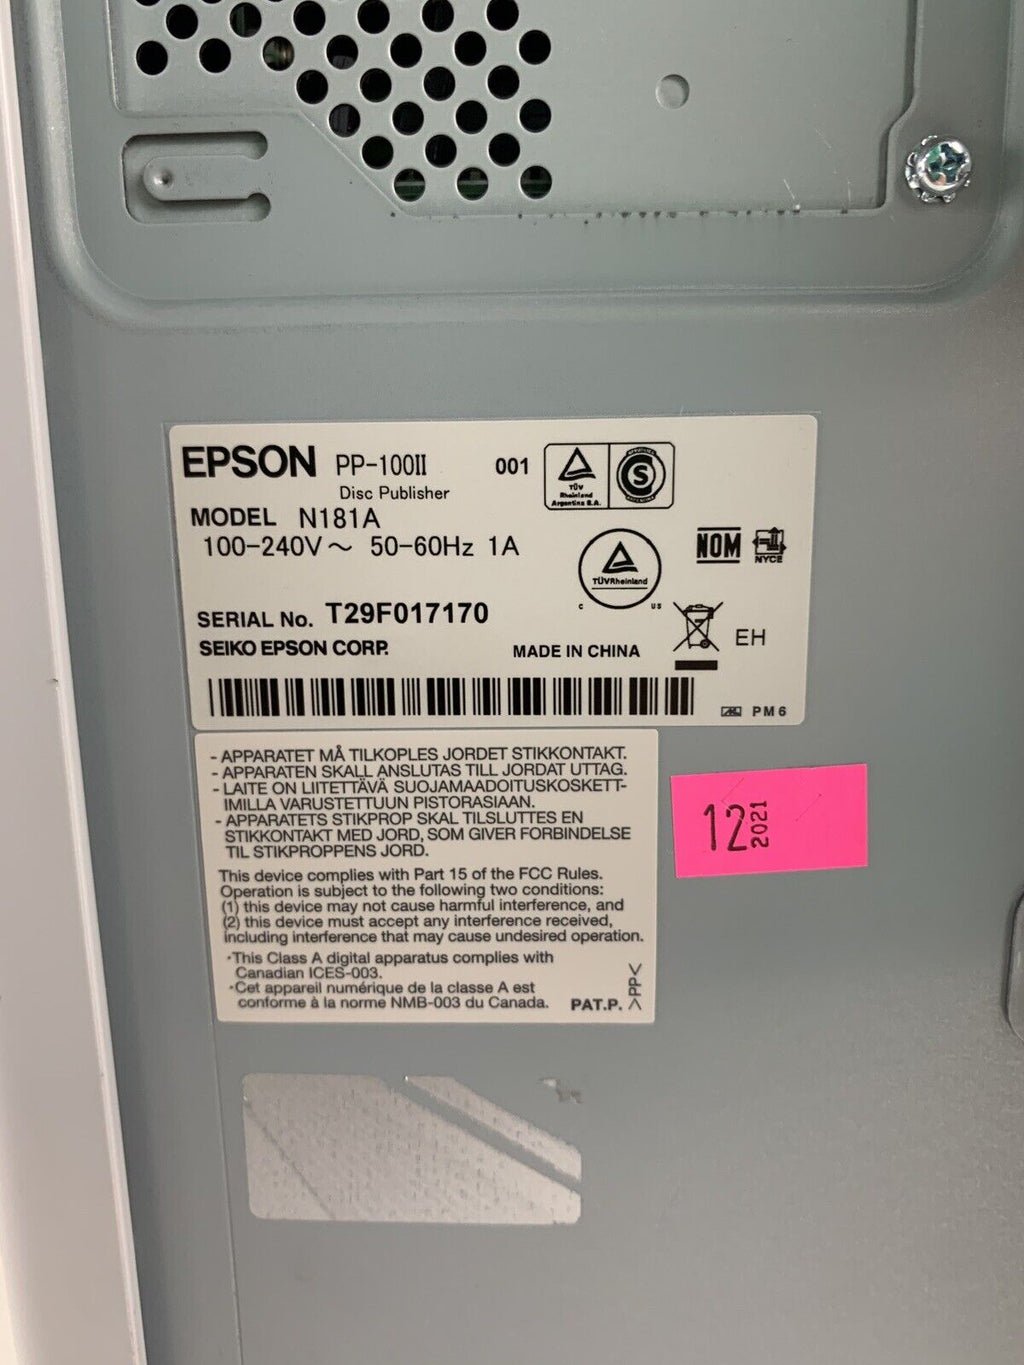 EPSON PP-100II 001
Disc Publisher
TÜV
Rheinland
Argentina S.A.
S
MODEL N181A
100-240V～ 50-60Hz 1A
TÜVRheinland
C US
NOM
NYCE
SERIAL No. T29F017170
EH
SEIKO EPSON CORP. MADE IN CHINA
PM6
- APPARATET MÅ TILKOPLES JORDET STIKKONTAKT.
- APPARATEN SKALL ANSLUTAS TILL JORDAT UTTAG.
- LAITE ON LIITETTÄVÄ SUOJAMAADOITUSKOSKETT-
IMILLA VARUSTETTUUN PISTORASIAAN.
- APPARATETS STIKPROP SKAL TILSLUTTES EN
STIKKONTAKT MED JORD, SOM GIVER FORBINDELSE
TIL STIKPROPPENS JORD.
This device complies with Part 15 of the FCC Rules.
Operation is subject to the following two conditions:
(1) this device may not cause harmful interference, and
(2) this device must accept any interference received,
including interference that may cause undesired operation.
·This Class A digital apparatus complies with
Canadian ICES-003.
·Cet appareil numérique de la classe A est
conforme à la norme NMB-003 du Canada.
PAT.P. >PP<
12 2021